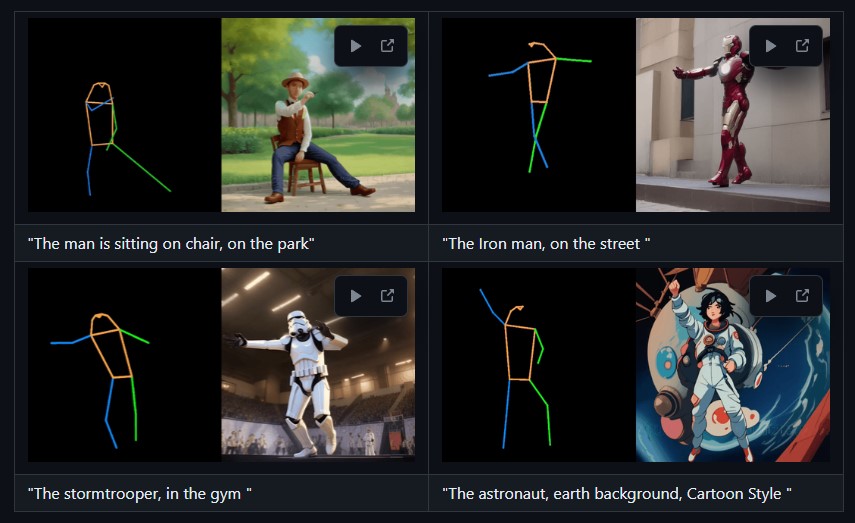 "The man is sitting on chair, on the park"
"The Iron man, on the street "
"The stormtrooper, in the gym "
"The astronaut, earth background, Cartoon Style "